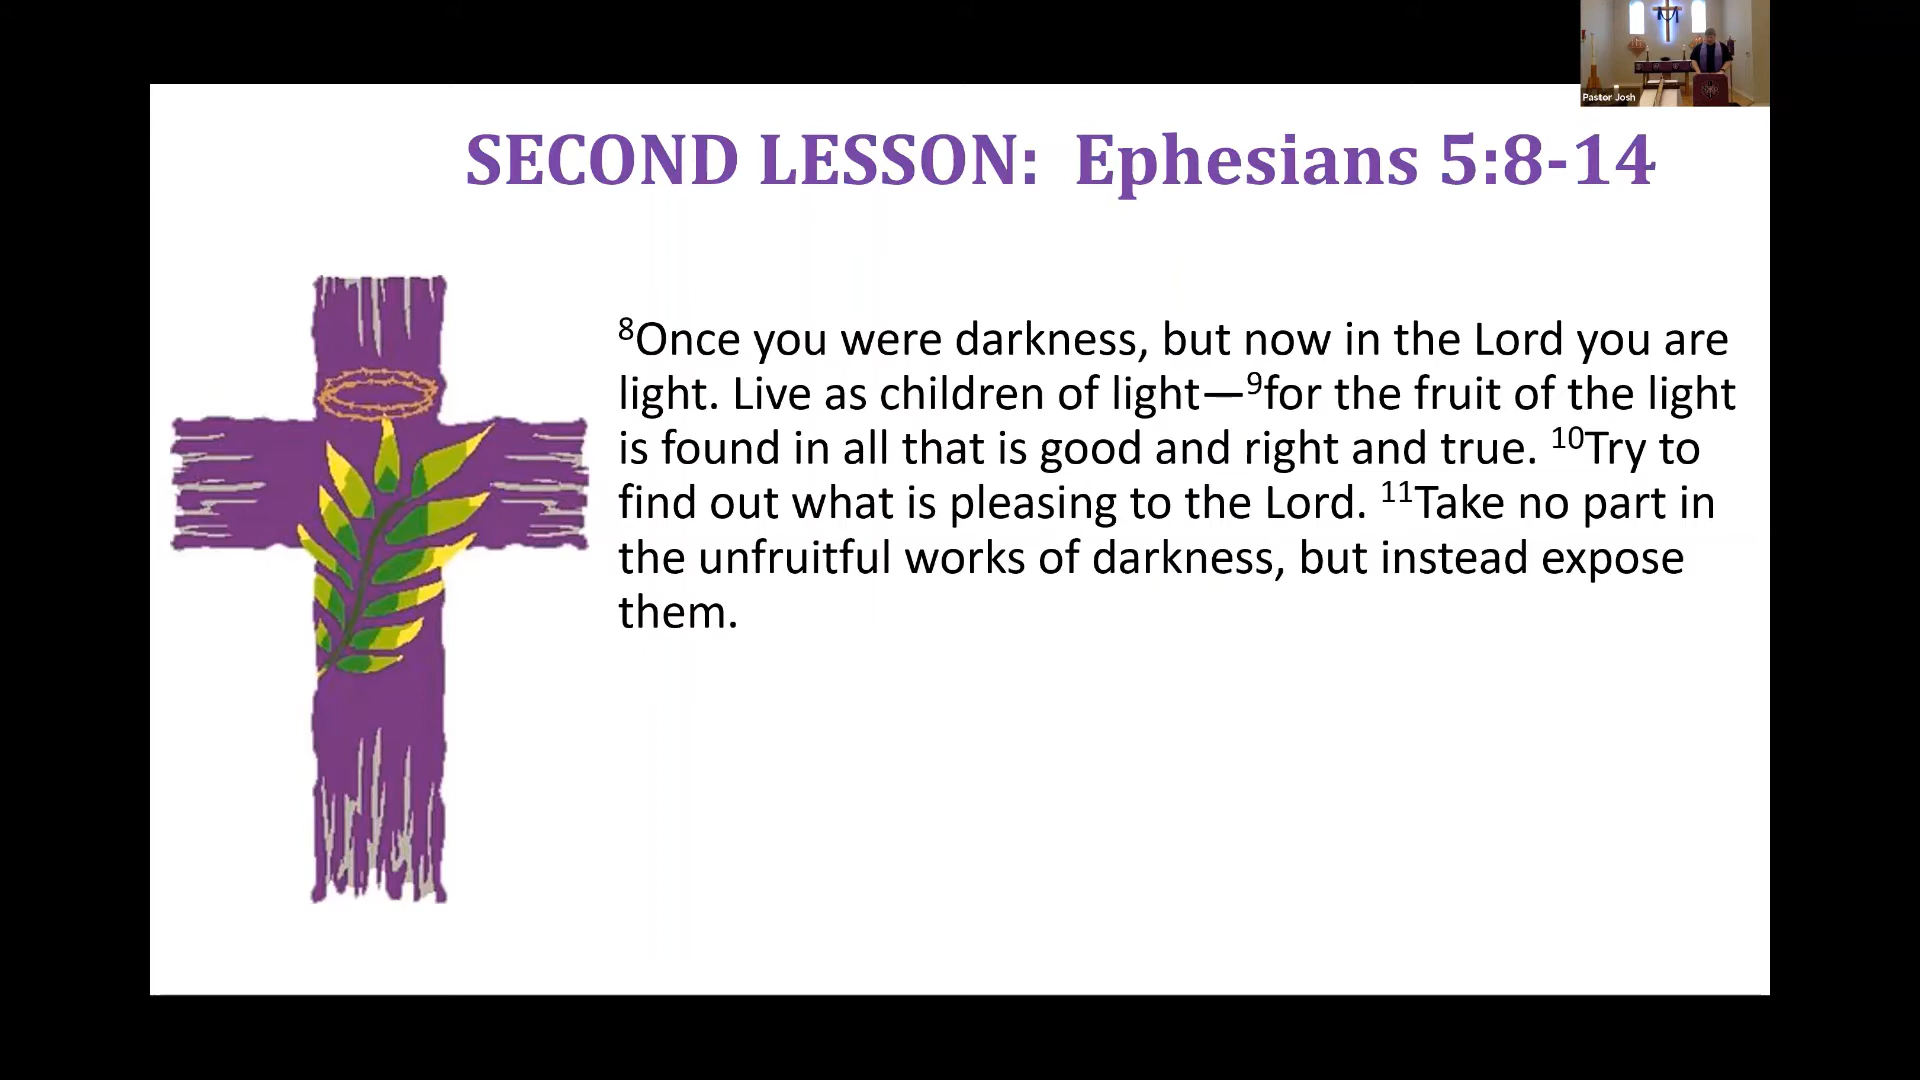 Pastor Josh
SECOND LESSON: Ephesians 5:8-14
⁸Once you were darkness, but now in the Lord you are
light. Live as children of light—⁹for the fruit of the light
is found in all that is good and right and true. ¹⁰Try to
find out what is pleasing to the Lord. ¹¹Take no part in
the unfruitful works of darkness, but instead expose
them.